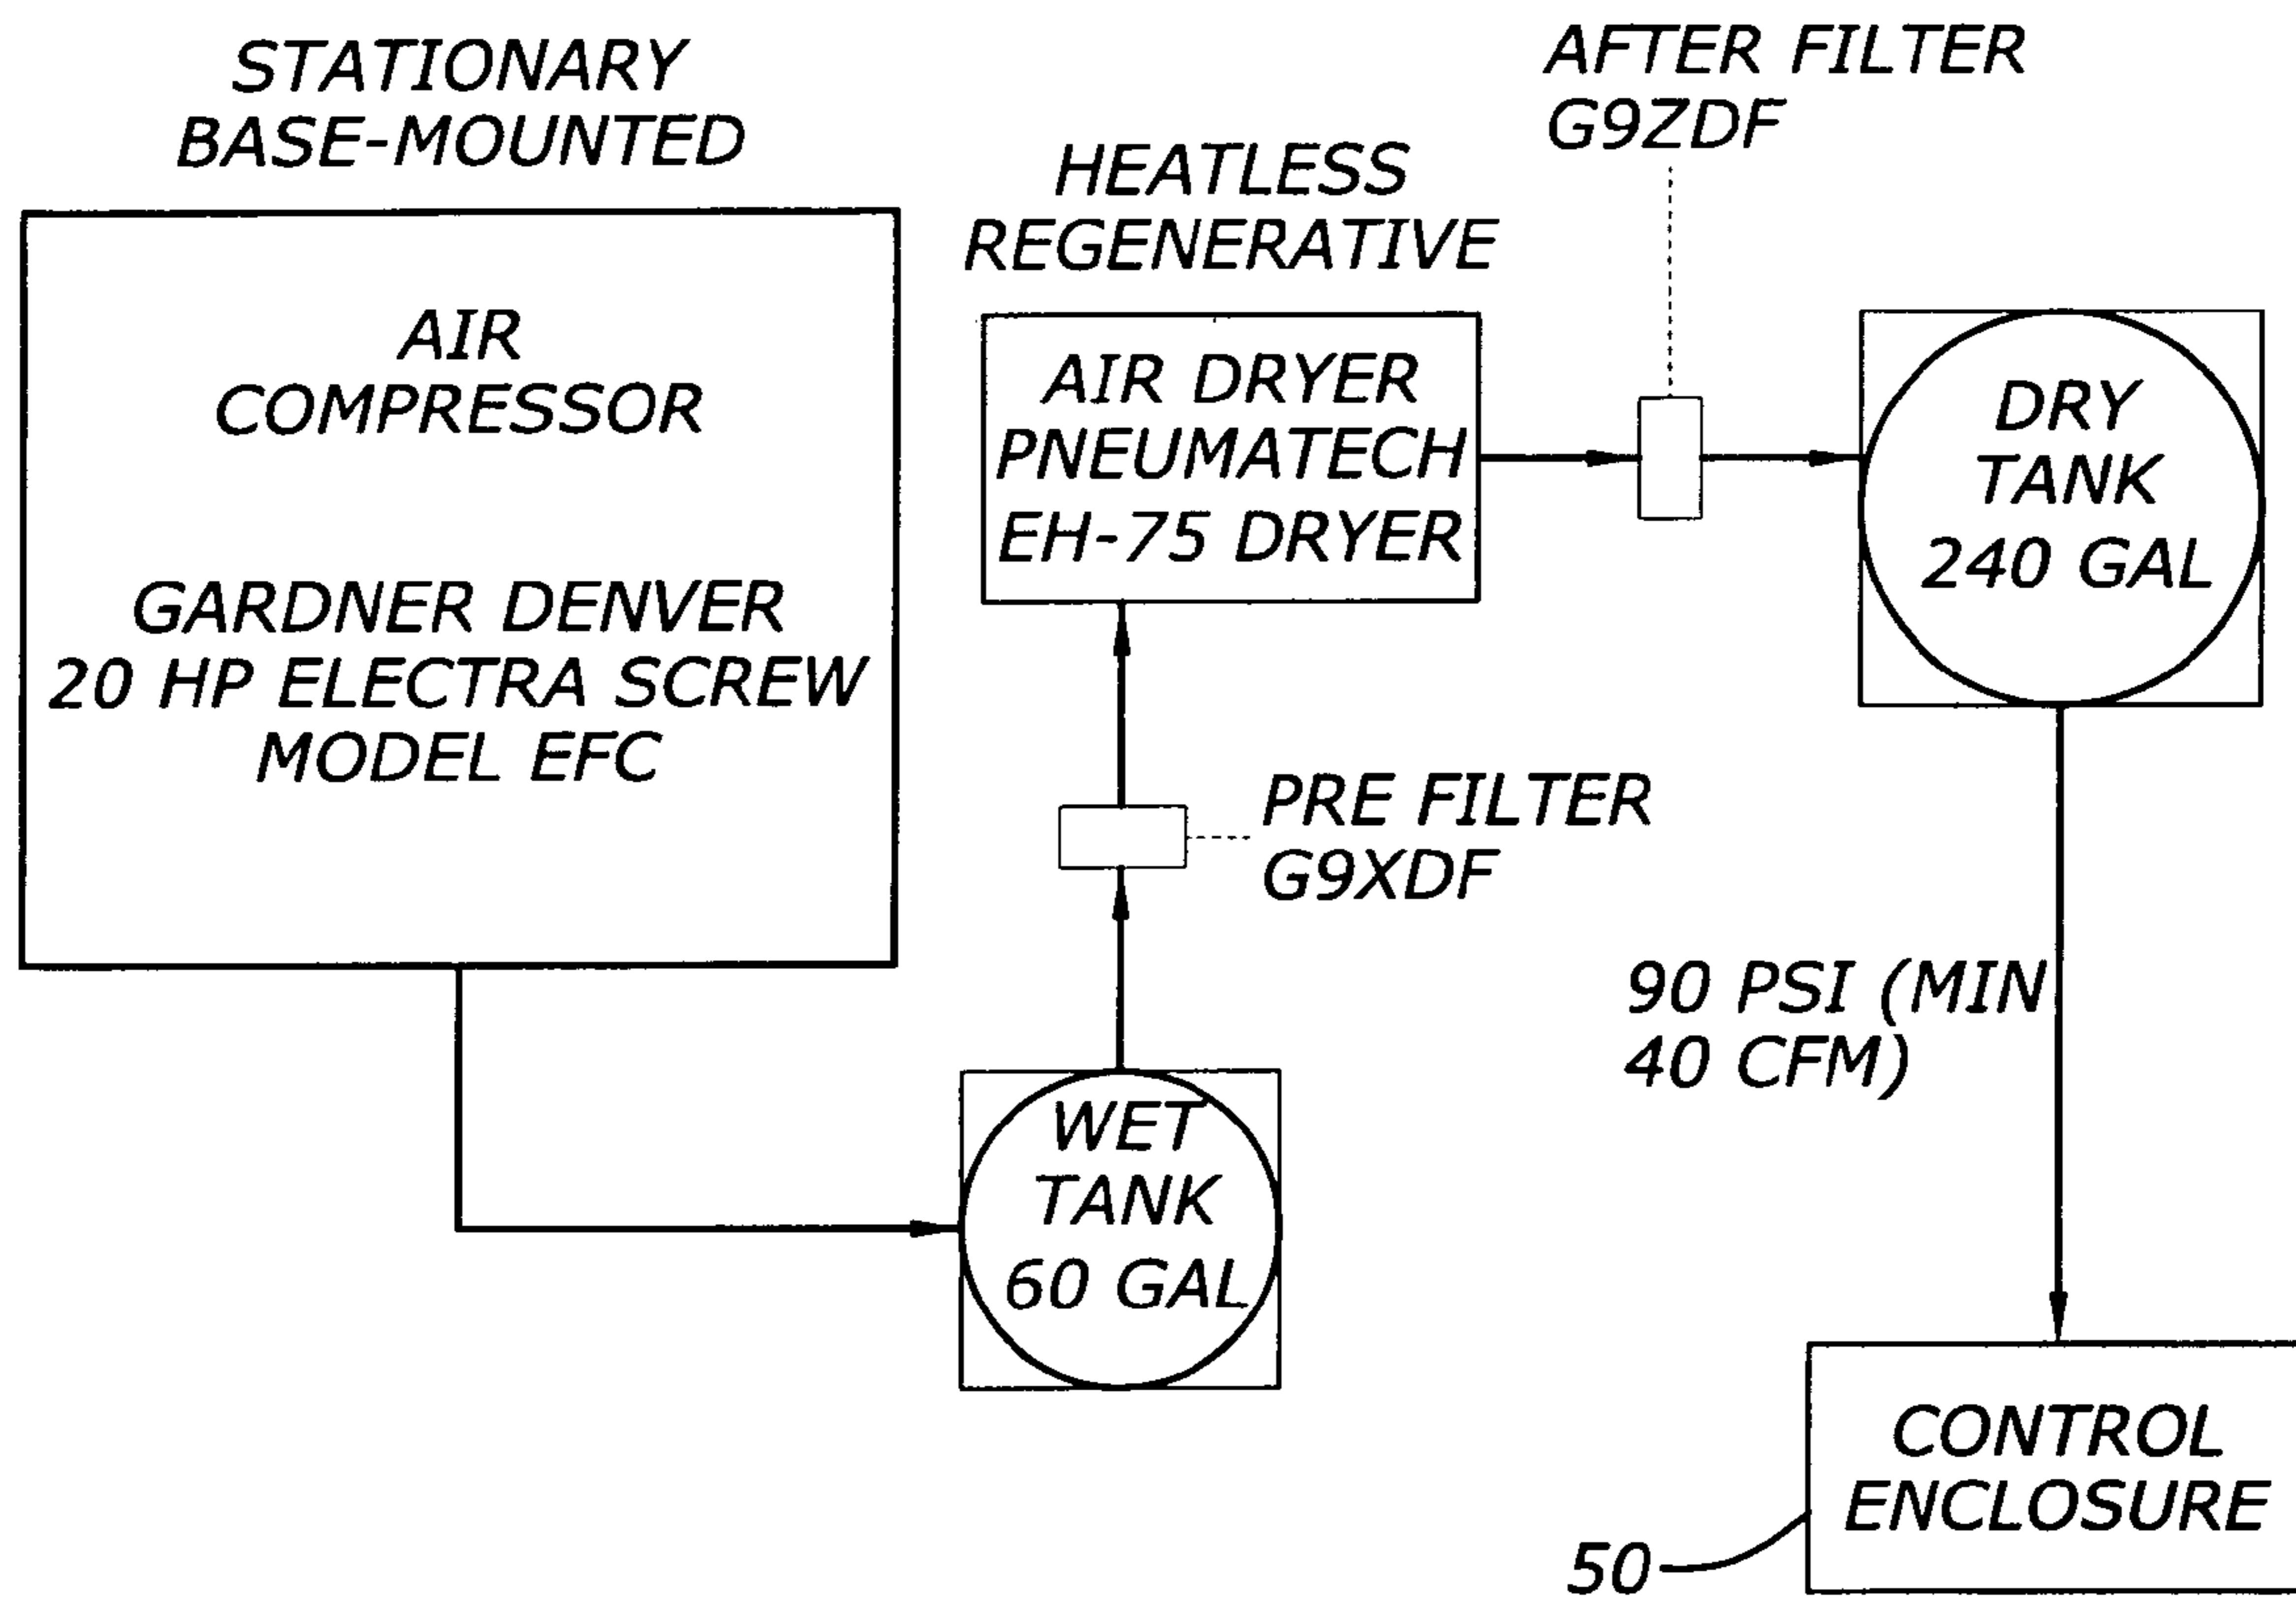 STATIONARY
BASE-MOUNTED
AIR
COMPRESSOR
GARDNER DENVER
20 HP ELECTRA SCREW
MODEL EFC
HEATLESS
REGENERATIVE
AIR DRYER
PNEUMATECH
EH-75 DRYER
AFTER FILTER
G9ZDF
DRY
TANK
240 GAL
PRE FILTER
G9XDF
WET
TANK
60 GAL
90 PSI (MIN
40 CFM)
CONTROL
ENCLOSURE
50